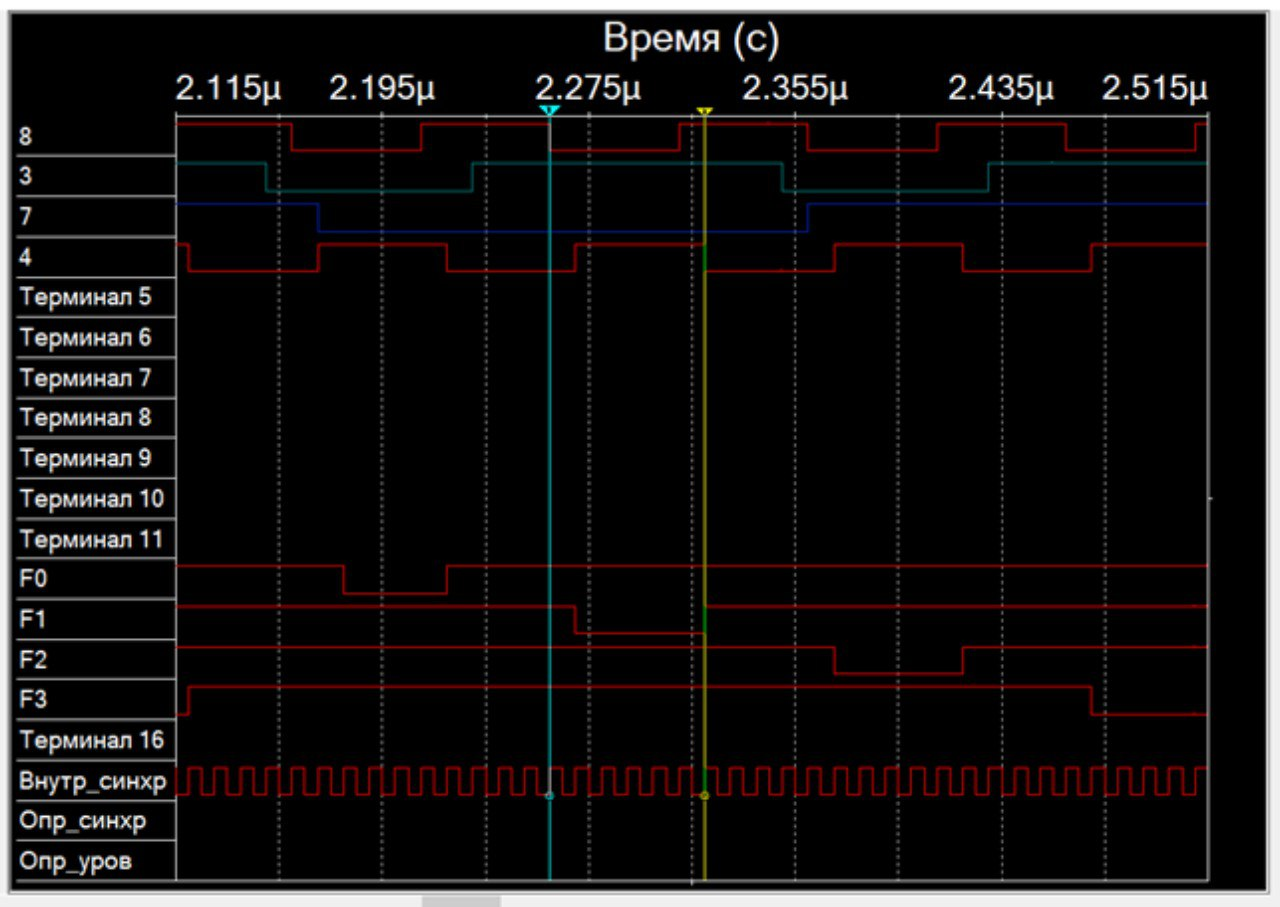 Время (с)
2.115µ 2.195µ 2.275µ 2.355µ 2.435µ 2.515µ
8
3
7
4
Терминал 5
Терминал 6
Терминал 7
Терминал 8
Терминал 9
Терминал 10
Терминал 11
F0
F1
F2
F3
Терминал 16
Внутр_синхр
Опр_синхр
Опр_уров